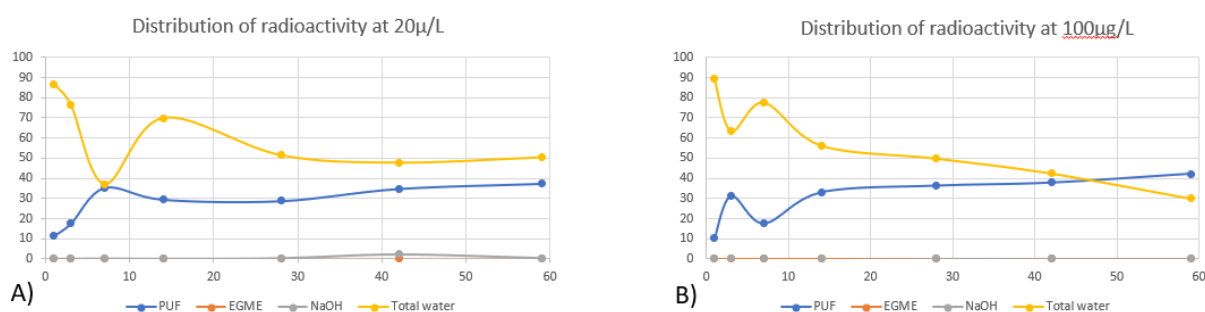 Distribution of radioactivity at 20µ/L
100
90
80
70
60
50
40
30
20
10
0
0 10 20 30 40 50 60
A)
PUF EGME NaOH Total water
Distribution of radioactivity at 100µg/L
100
90
80
70
60
50
40
30
20
10
0
0 10 20 30 40 50 60
B)
PUF EGME NaOH Total water